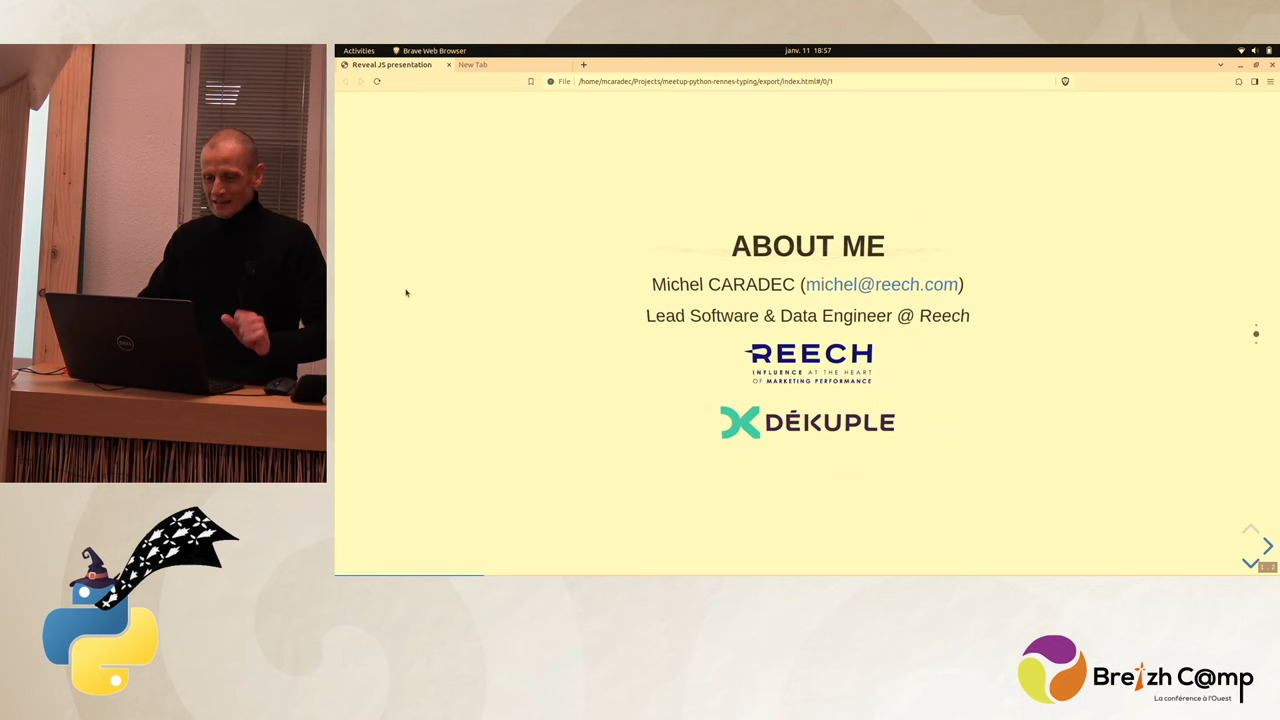 Activities
Brave Web Browser
janv. 11 18:57
Reveal JS presentation
New Tab
File
/home/mcaradec/Projects/meetup-python-rennes-typing/export/index.html#/0/1
ABOUT ME
Michel CARADEC (michel@reech.com)
Lead Software & Data Engineer @ Reech
REECH
INFLUENCE AT THE HEART
OF MARKETING PERFORMANCE
DÉKUPLE
DELL
Breizh C@mp
La conférence à l'Ouest